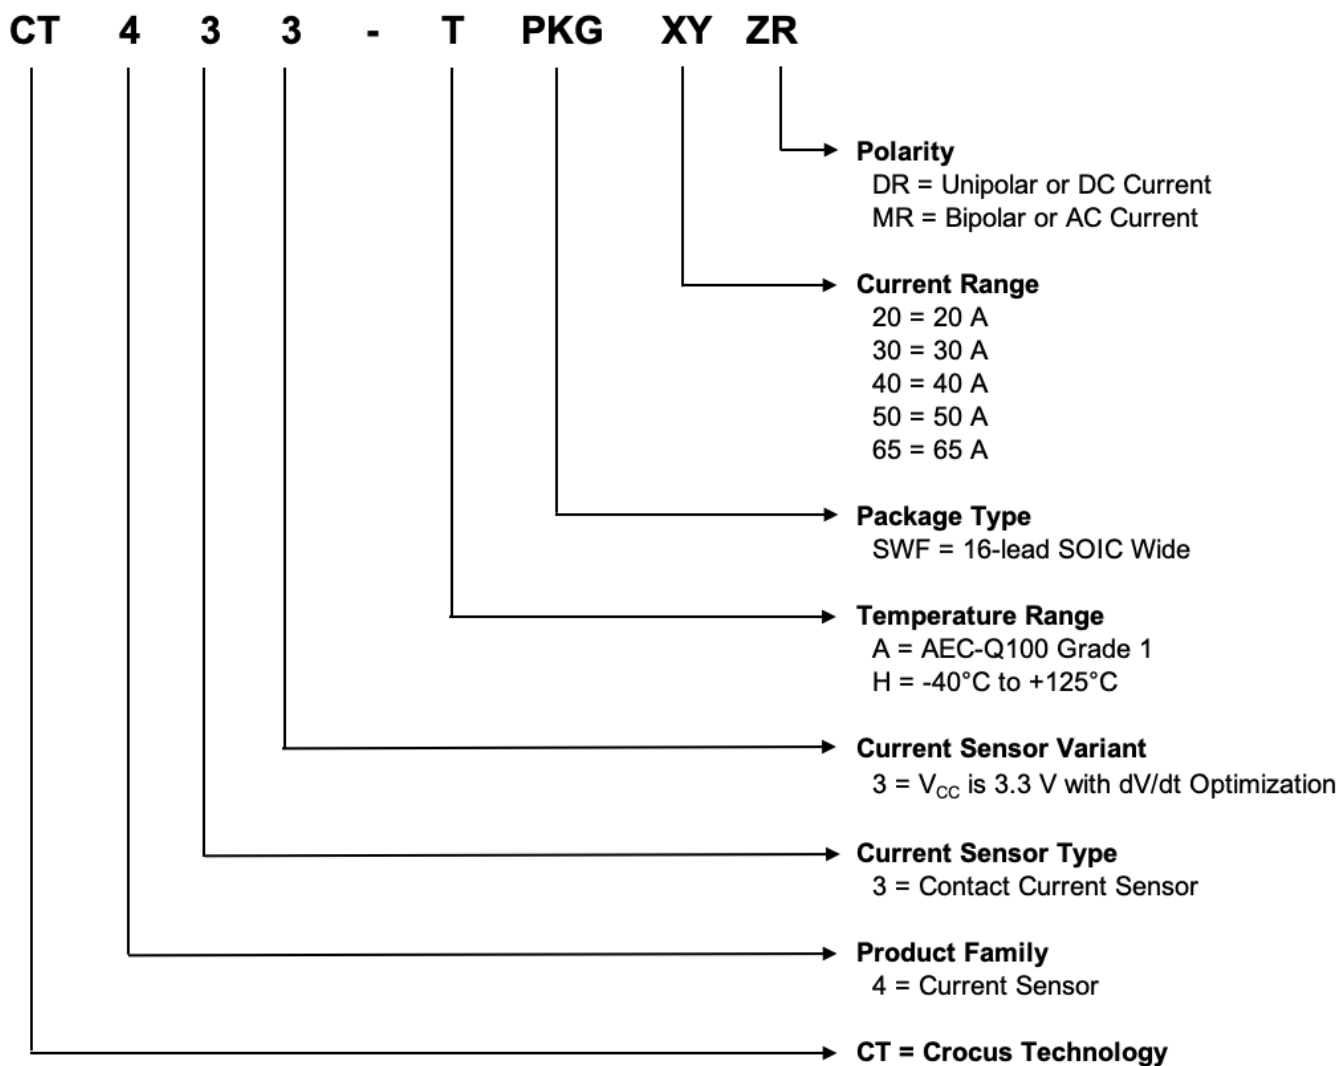 CT 4 3 3 - T PKG XY ZR
Polarity
DR = Unipolar or DC Current
MR = Bipolar or AC Current
Current Range
20 = 20 A
30 = 30 A
40 = 40 A
50 = 50 A
65 = 65 A
Package Type
SWF = 16-lead SOIC Wide
Temperature Range
A = AEC-Q100 Grade 1
H = -40°C to +125°C
Current Sensor Variant
3 = VCC is 3.3 V with dV/dt Optimization
Current Sensor Type
3 = Contact Current Sensor
Product Family
4 = Current Sensor
CT = Crocus Technology